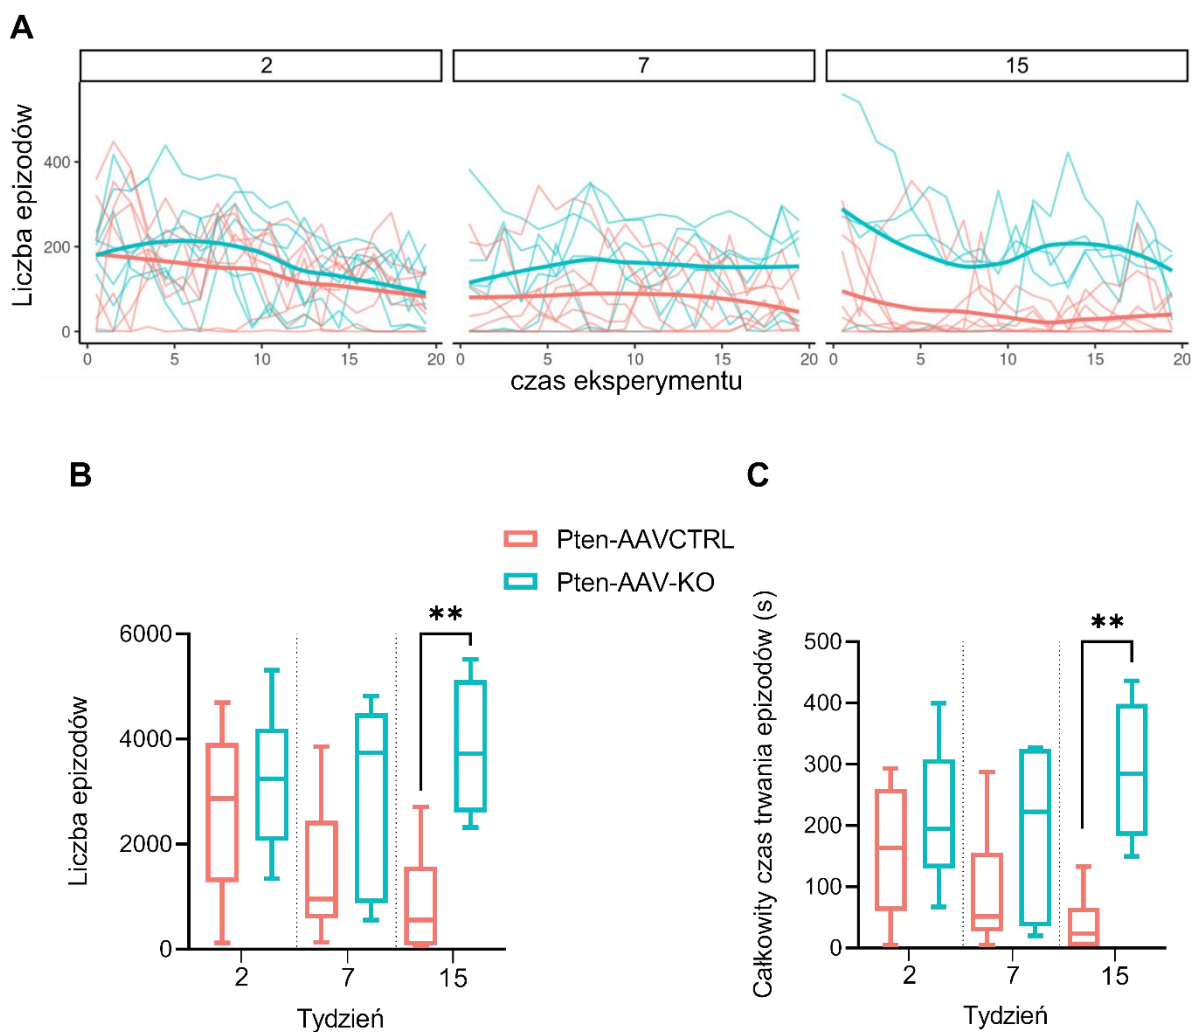 A
2 7 15
Liczba epizodów
400
200
0
0 5 10 15 20 0 5 10 15 20 0 5 10 15 20
czas eksperymentu
B
C
Pten-AAVCTRL
Pten-AAV-KO
**
Liczba epizodów
6000
4000
2000
0
2 7 15
Tydzień
**
Całkowity czas trwania epizodów (s)
500
400
300
200
100
0
2 7 15
Tydzień